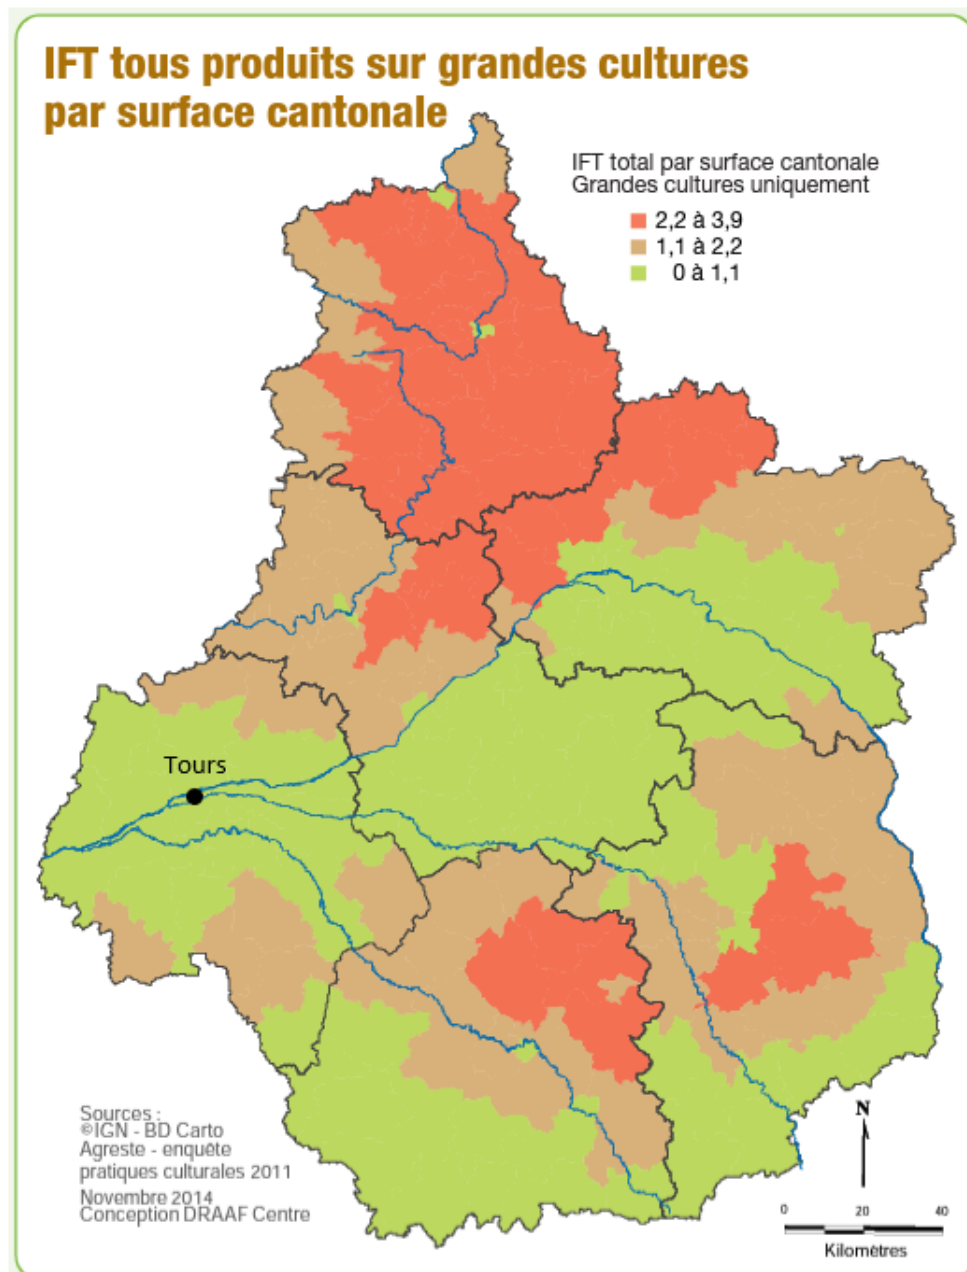 IFT tous produits sur grandes cultures
par surface cantonale
IFT total par surface cantonale
Grandes cultures uniquement
2,2 à 3,9
1,1 à 2,2
0 à 1,1
Tours
Sources :
©IGN - BD Carto
Agreste - enquête
pratiques culturales 2011
Novembre 2014
Conception DRAAF Centre
N
0 20 40
Kilomètres